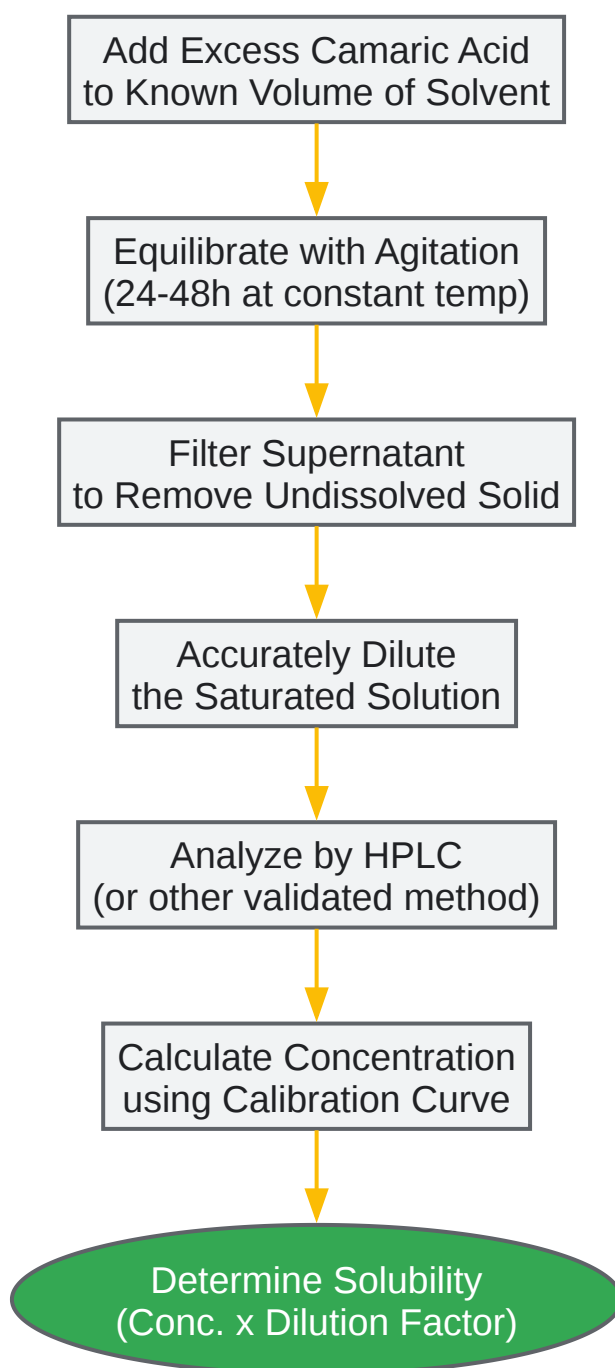 Add Excess Camaric Acid
to Known Volume of Solvent
Equilibrate with Agitation
(24-48h at constant temp)
Filter Supernatant
to Remove Undissolved Solid
Accurately Dilute
the Saturated Solution
Analyze by HPLC
(or other validated method)
Calculate Concentration
using Calibration Curve
Determine Solubility
(Conc. x Dilution Factor)